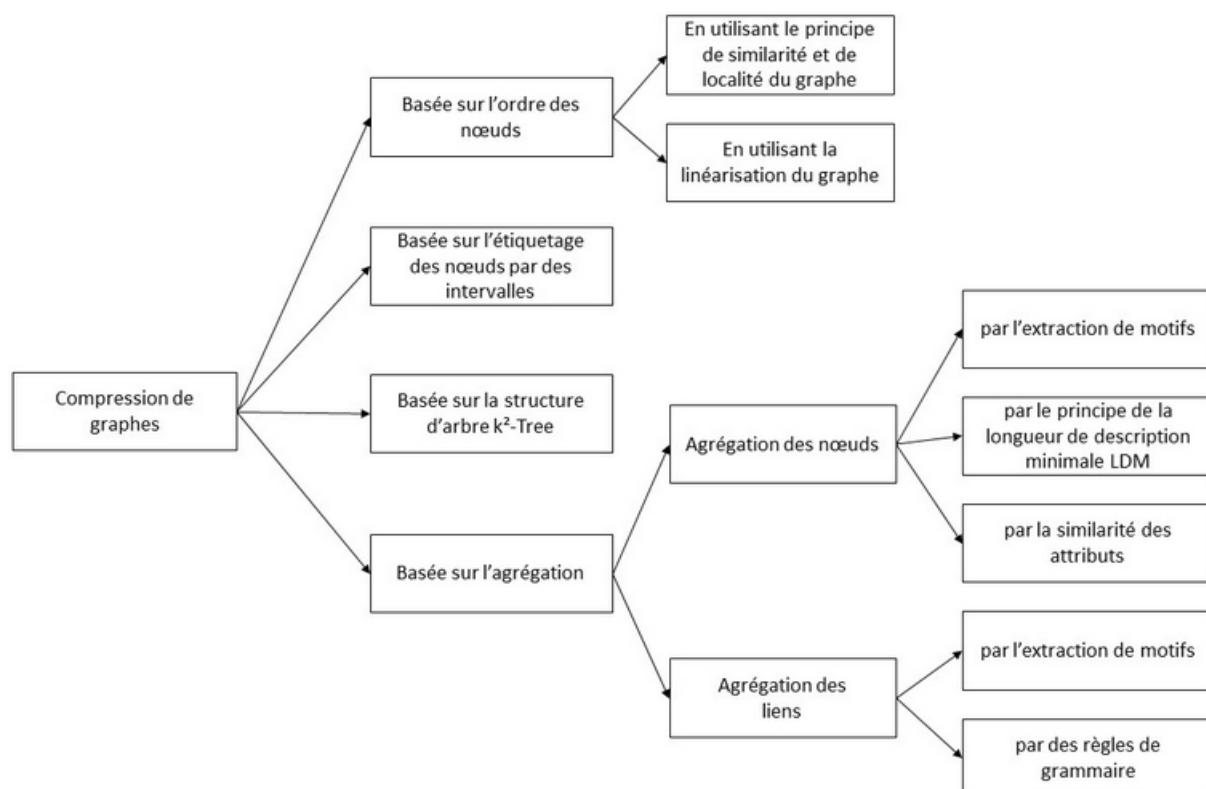 En utilisant le principe
de similarité et de
localité du graphe
Basée sur l'ordre des
nœuds
En utilisant la
linéarisation du graphe
Basée sur l'étiquetage
des nœuds par des
intervalles
par l'extraction de motifs
Compression de
graphes
Basée sur la structure
d'arbre k²-Tree
Agrégation des nœuds
par le principe de la
longueur de description
minimale LDM
par la similarité des
attributs
Basée sur l'agrégation
par l'extraction de motifs
Agrégation des
liens
par des règles de
grammaire